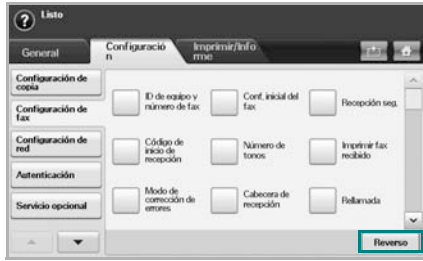 ? Listo
General
Configuració
n
Imprimir/Info
rme
Configuración de
copia
Configuración de
fax
Configuración de
red
Autenticación
Servicio opcional
ID de equipo y
número de fax
Conf. inicial del
fax
Recepción seg.
Código de
inicio de
recepción
Número de
tonos
Imprimir fax
recibido
Modo de
corrección de
errores
Cabecera de
recepción
Rellamada
Reverso